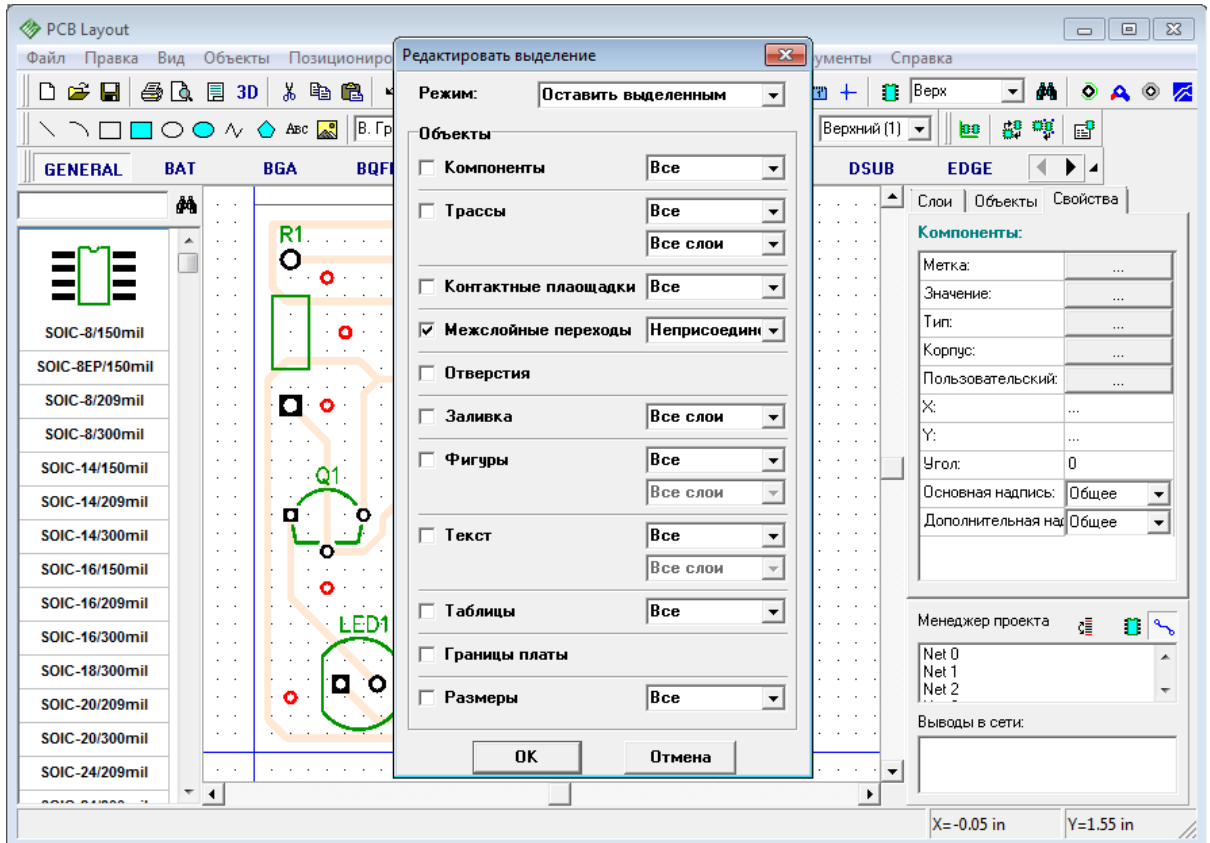 PCB Layout
Файл Правка Вид Объекты
3D
Верх
Справка
ABC
Верхний (1)
GENERAL BAT BGA DSUB EDGE
SOIC-8/150mil
SOIC-8EP/150mil
SOIC-8/209mil
SOIC-8/300mil
SOIC-14/150mil
SOIC-14/209mil
SOIC-14/300mil
SOIC-16/150mil
SOIC-16/209mil
SOIC-16/300mil
SOIC-18/300mil
SOIC-20/209mil
SOIC-20/300mil
SOIC-24/209mil
R1
Q1
LED1
Редактировать выделение
Режим: Оставить выделенным
Объекты
Компоненты Все
Трассы Все
Все слои
Контактные плаощадки Все
Межслойные переходы
Отверстия
Заливка Все слои
Фигуры Все
Все слои
Текст Все
Все слои
Таблицы Все
Границы платы
Размеры Все
OK Отмена
Слои Объекты Свойства
Компоненты:
Метка: ...
Значение: ...
Тип: ...
Корпус: ...
Пользовательский: ...
X: ...
Y: ...
Угол: 0
Основная надпись: Общее
Дополнительная Общее
Менеджер проекта
Net 0
Net 1
Net 2
Выводы в сети:
X=-0.05 in Y=1.55 in